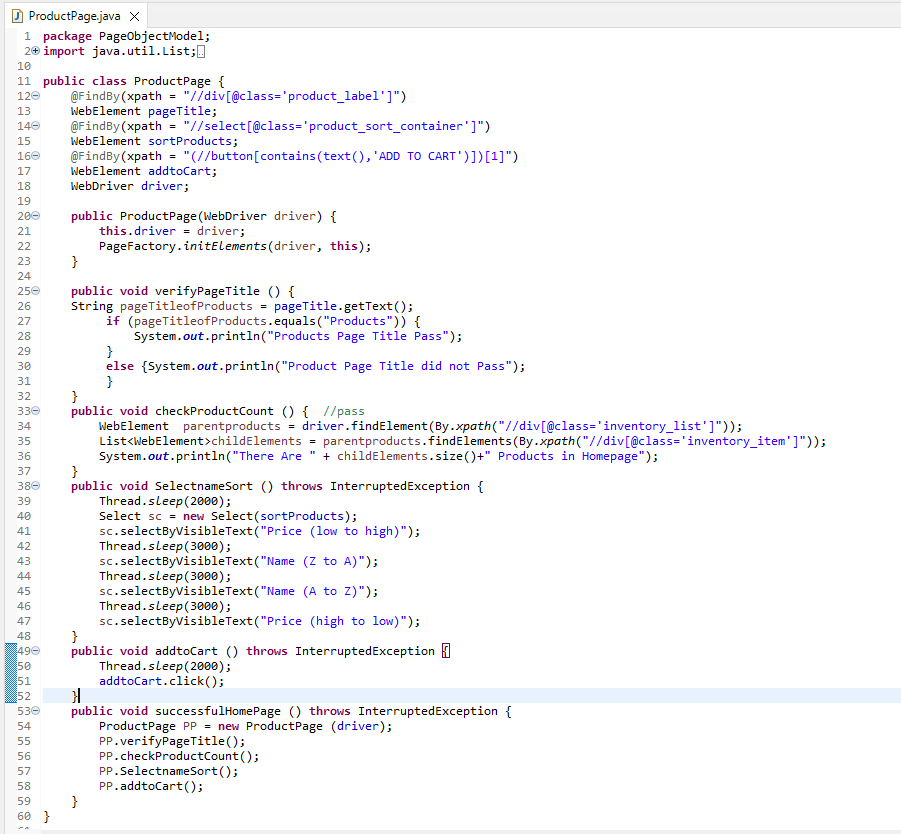 ProductPage.java
1 package PageObjectModel;
2 import java.util.List;
10
11 public class ProductPage {
12 @FindBy(xpath = "//div[@class='product_label']")
13 WebElement pageTitle;
14 @FindBy(xpath = "//select[@class='product_sort_container']")
15 WebElement sortProducts;
16 @FindBy(xpath = "(//button[contains(text(),'ADD TO CART')])[1]")
17 WebElement addtoCart;
18 WebDriver driver;
19
20 public ProductPage(WebDriver driver) {
21 this.driver = driver;
22 PageFactory.initElements(driver, this);
23 }
24
25 public void verifyPageTitle () {
26 String pageTitleofProducts = pageTitle.getText();
27 if (pageTitleofProducts.equals("Products")) {
28 System.out.println("Products Page Title Pass");
29 }
30 else {System.out.println("Product Page Title did not Pass");
31 }
32 }
33 public void checkProductCount () { //pass
34 WebElement parentproducts = driver.findElement(By.xpath("//div[@class='inventory_list']"));
35 List<WebElement>childElements = parentproducts.findElements(By.xpath("//div[@class='inventory_item']"));
36 System.out.println("There Are " + childElements.size()+" Products in Homepage");
37 }
38 public void SelectnameSort () throws InterruptedException {
39 Thread.sleep(2000);
40 Select sc = new Select(sortProducts);
41 sc.selectByVisibleText("Price (low to high)");
42 Thread.sleep(3000);
43 sc.selectByVisibleText("Name (Z to A)");
44 Thread.sleep(3000);
45 sc.selectByVisibleText("Name (A to Z)");
46 Thread.sleep(3000);
47 sc.selectByVisibleText("Price (high to low)");
48 }
49 public void addtoCart () throws InterruptedException {
50 Thread.sleep(2000);
51 addtoCart.click();
52 }
53 public void successfulHomePage () throws InterruptedException {
54 ProductPage PP = new ProductPage (driver);
55 PP.verifyPageTitle();
56 PP.checkProductCount();
57 PP.SelectnameSort();
58 PP.addtoCart();
59 }
60 }